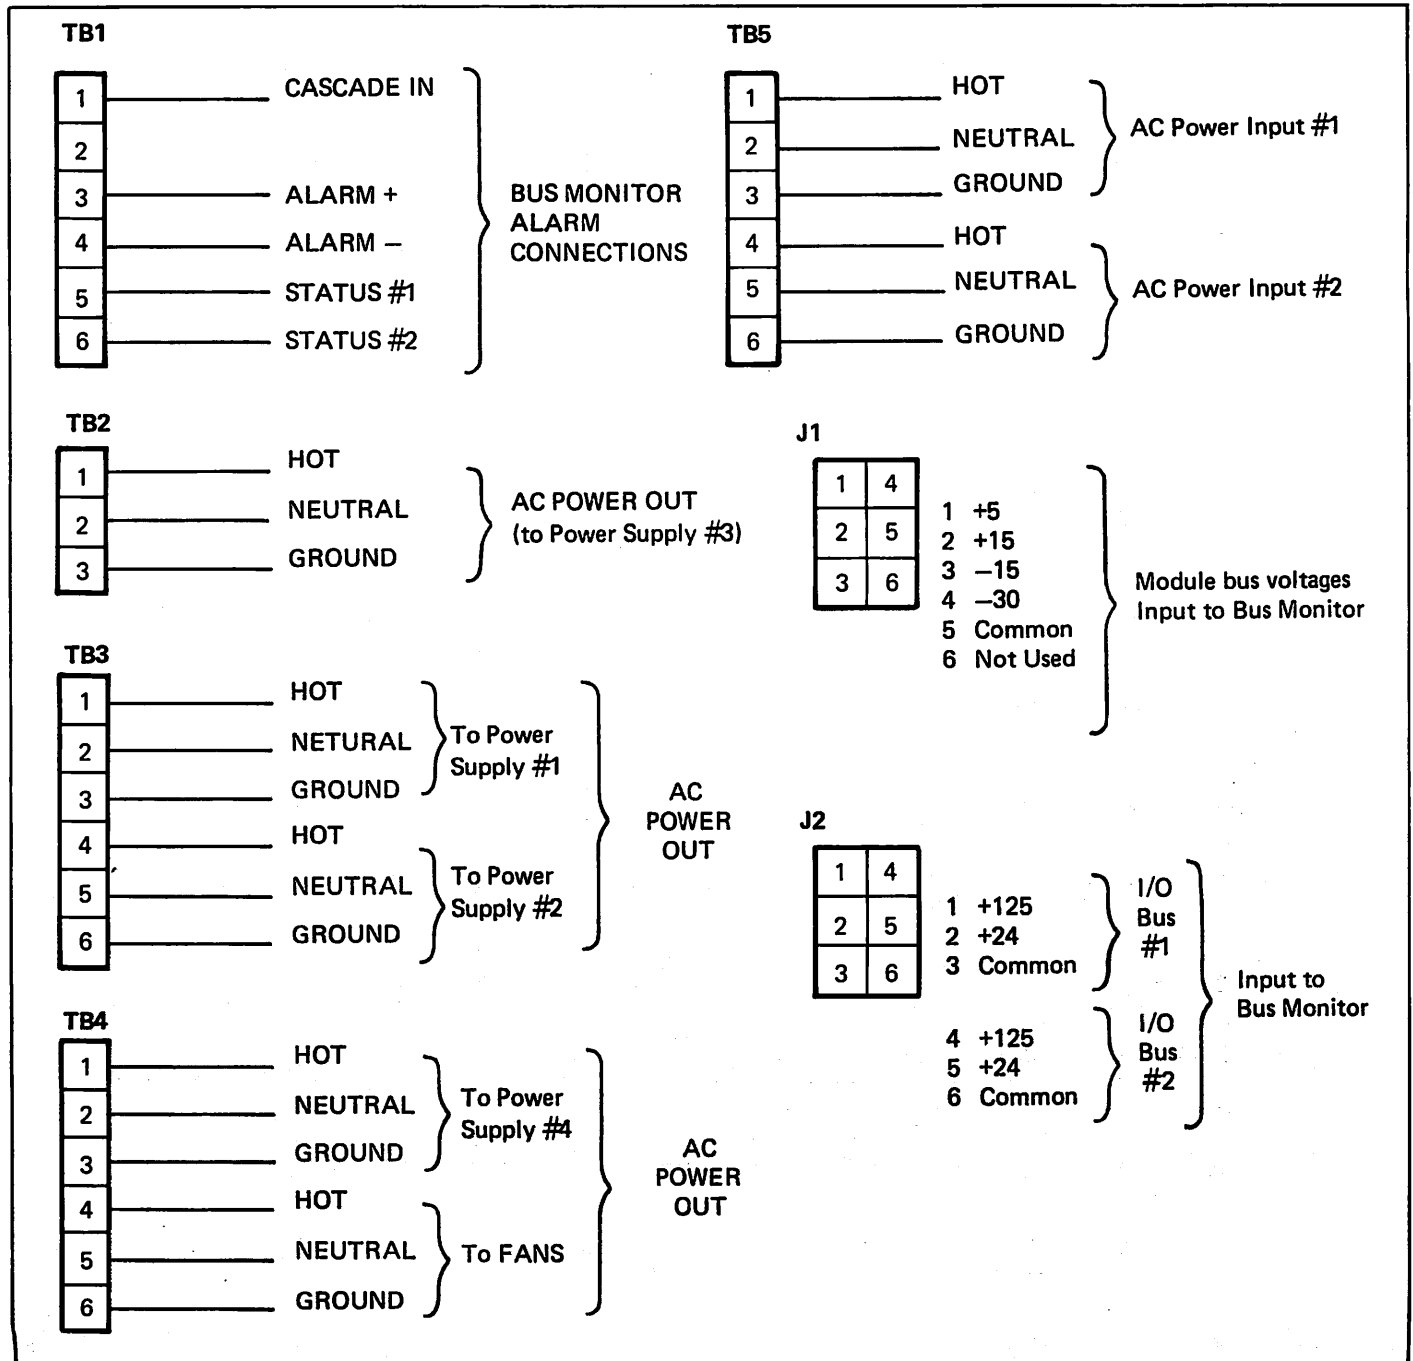 TB1
1 CASCADE IN
2
3 ALARM +
4 ALARM −
5 STATUS #1
6 STATUS #2
BUS MONITOR
ALARM
CONNECTIONS
TB5
1 HOT
2 NEUTRAL
3 GROUND
AC Power Input #1
4 HOT
5 NEUTRAL
6 GROUND
AC Power Input #2
TB2
1 HOT
2 NEUTRAL
3 GROUND
AC POWER OUT
(to Power Supply #3)
J1
1 4
2 5
3 6
1 +5
2 +15
3 −15
4 −30
5 Common
6 Not Used
Module bus voltages
Input to Bus Monitor
TB3
1 HOT
2 NETURAL
3 GROUND
To Power
Supply #1
4 HOT
5 NEUTRAL
6 GROUND
To Power
Supply #2
AC
POWER
OUT
J2
1 4
2 5
3 6
1 +125
2 +24
3 Common
I/O
Bus
#1
4 +125
5 +24
6 Common
I/O
Bus
#2
Input to
Bus Monitor
TB4
1 HOT
2 NEUTRAL
3 GROUND
To Power
Supply #4
4 HOT
5 NEUTRAL
6 GROUND
To FANS
AC
POWER
OUT